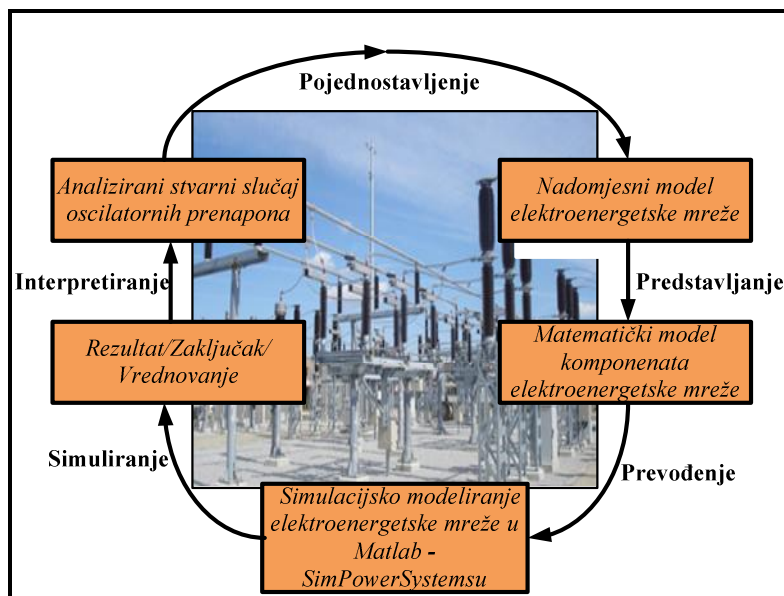 Pojednostavljenje
Analizirani stvarni slučaj
oscilatornih prenapona
Nadomjesni model
elektroenergetske mreže
Interpretiranje
Predstavljanje
Rezultat/Zaključak/
Vrednovanje
Matematički model
komponenata
elektroenergetske mreže
Simuliranje
Prevođenje
Simulacijsko modeliranje
elektroenergetske mreže u
Matlab -
SimPowerSystemsu